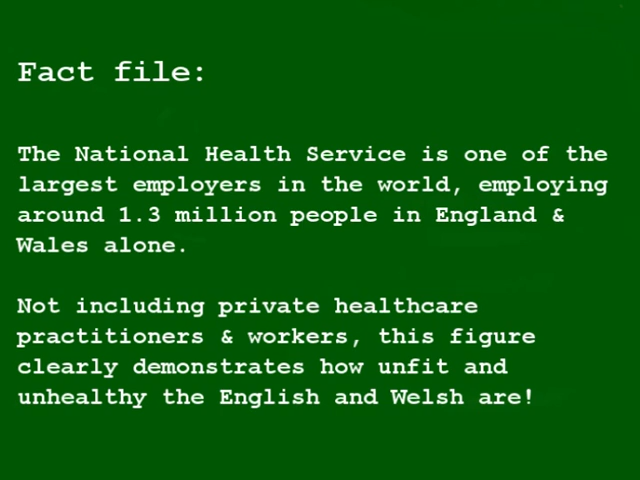 Fact file:
The National Health Service is one of the
largest employers in the world, employing
around 1.3 million people in England &
Wales alone.
Not including private healthcare
practitioners & workers, this figure
clearly demonstrates how unfit and
unhealthy the English and Welsh are!